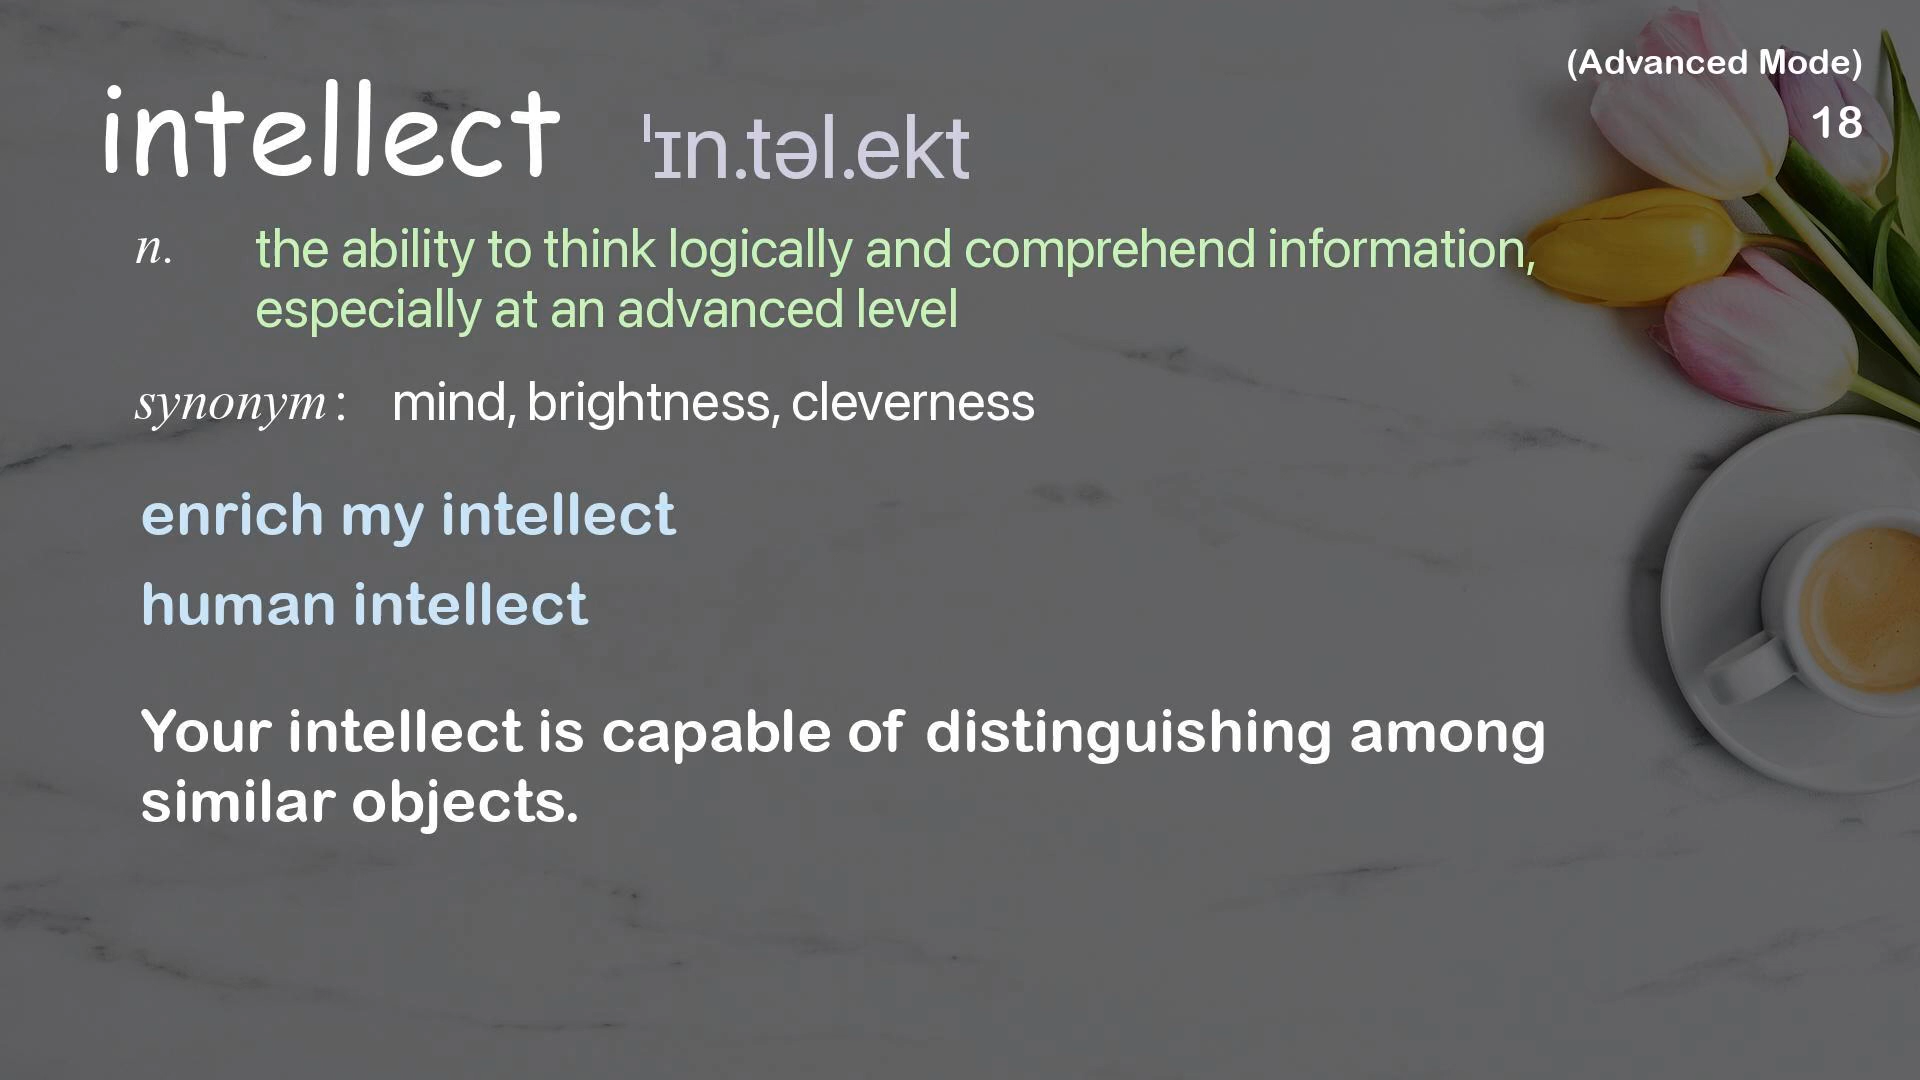 (Advanced Mode)
18
intellect ˈɪn.təl.ekt
n. the ability to think logically and comprehend information,
especially at an advanced level
synonym: mind, brightness, cleverness
enrich my intellect
human intellect
Your intellect is capable of distinguishing among
similar objects.